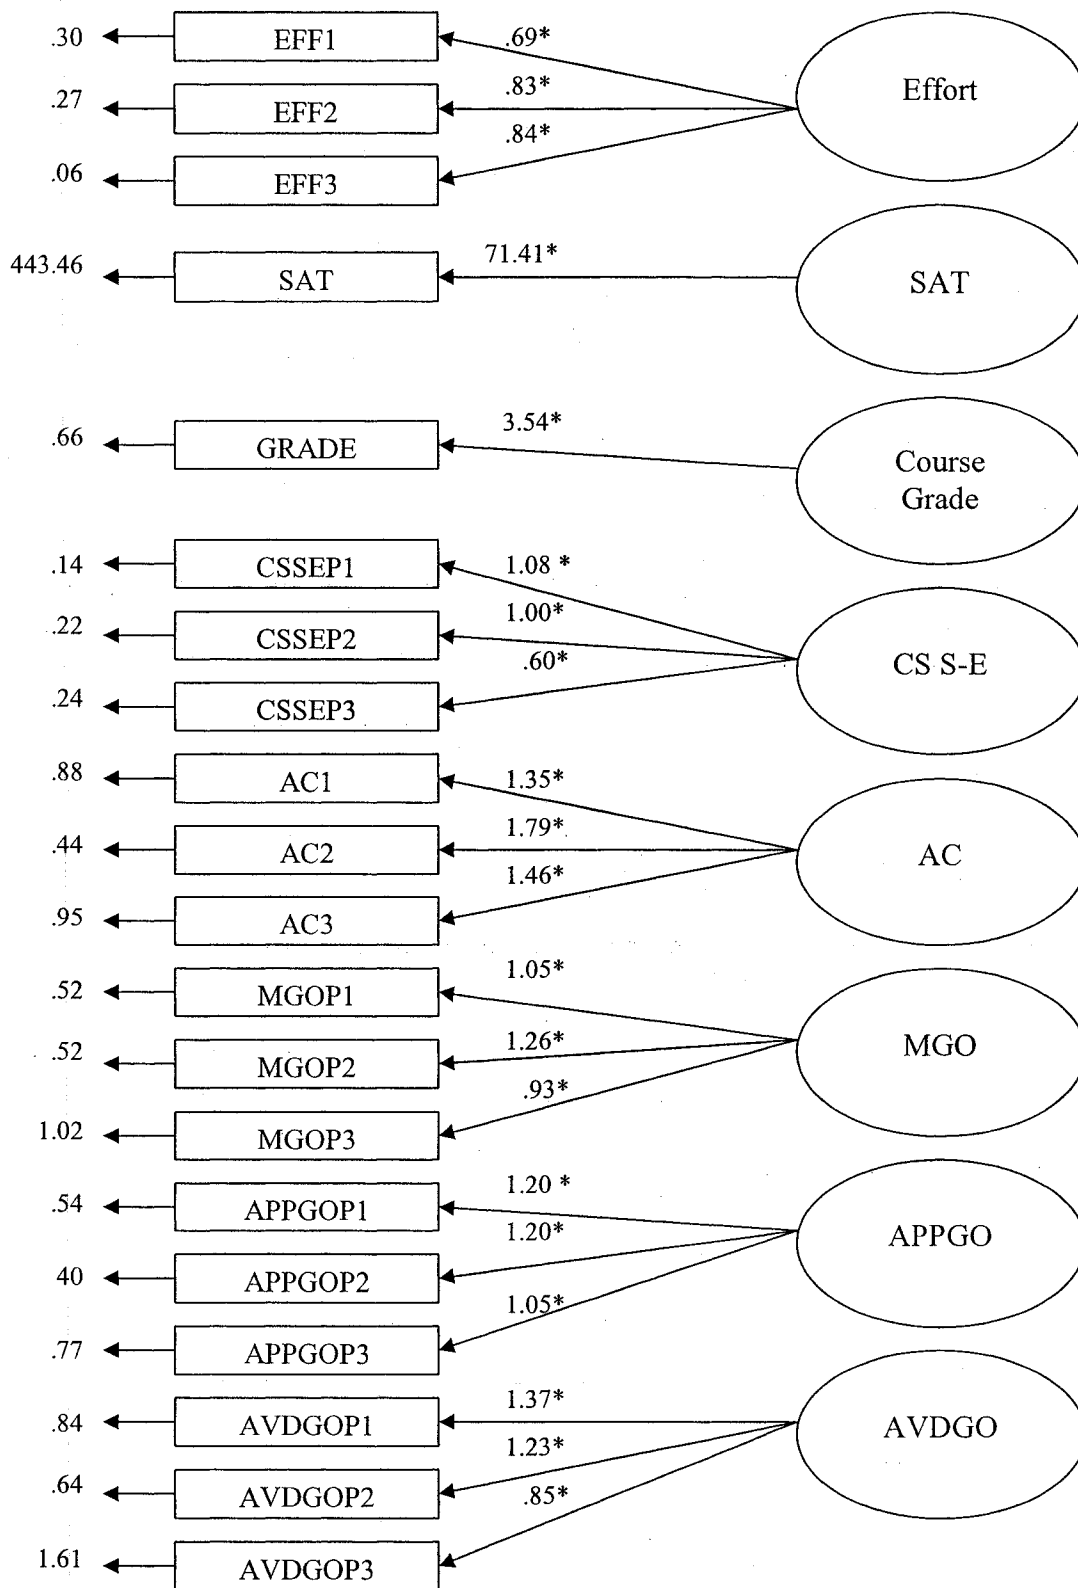 .30 EFF1 .69*
.27 EFF2 .83* Effort
.06 EFF3 .84*
443.46 SAT 71.41* SAT
.66 GRADE 3.54* Course
Grade
.14 CSSEP1 1.08 *
.22 CSSEP2 1.00* CS S-E
.24 CSSEP3 .60*
.88 AC1 1.35*
.44 AC2 1.79* AC
.95 AC3 1.46*
.52 MGOP1 1.05*
.52 MGOP2 1.26* MGO
1.02 MGOP3 .93*
.54 APPGOP1 1.20 *
40 APPGOP2 1.20* APPGO
.77 APPGOP3 1.05*
.84 AVDGOP1 1.37* AVDGO
.64 AVDGOP2 1.23*
1.61 AVDGOP3 .85*